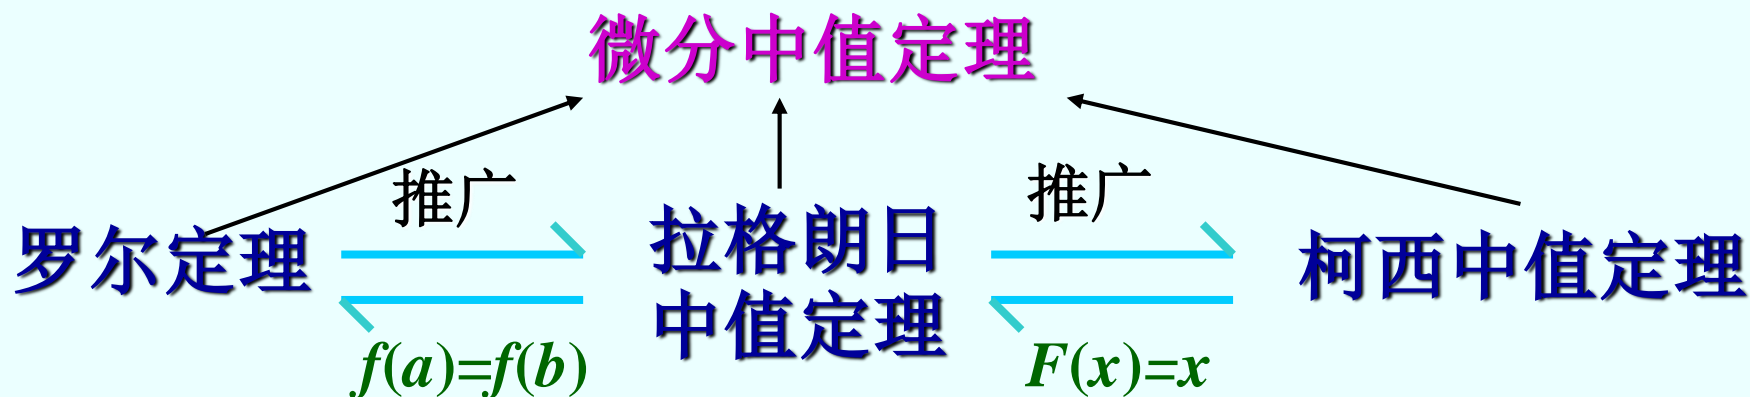 微分中值定理
推广
推广
罗尔定理
拉格朗日
中值定理
柯西中值定理
f(a)=f(b)
F(x)=x